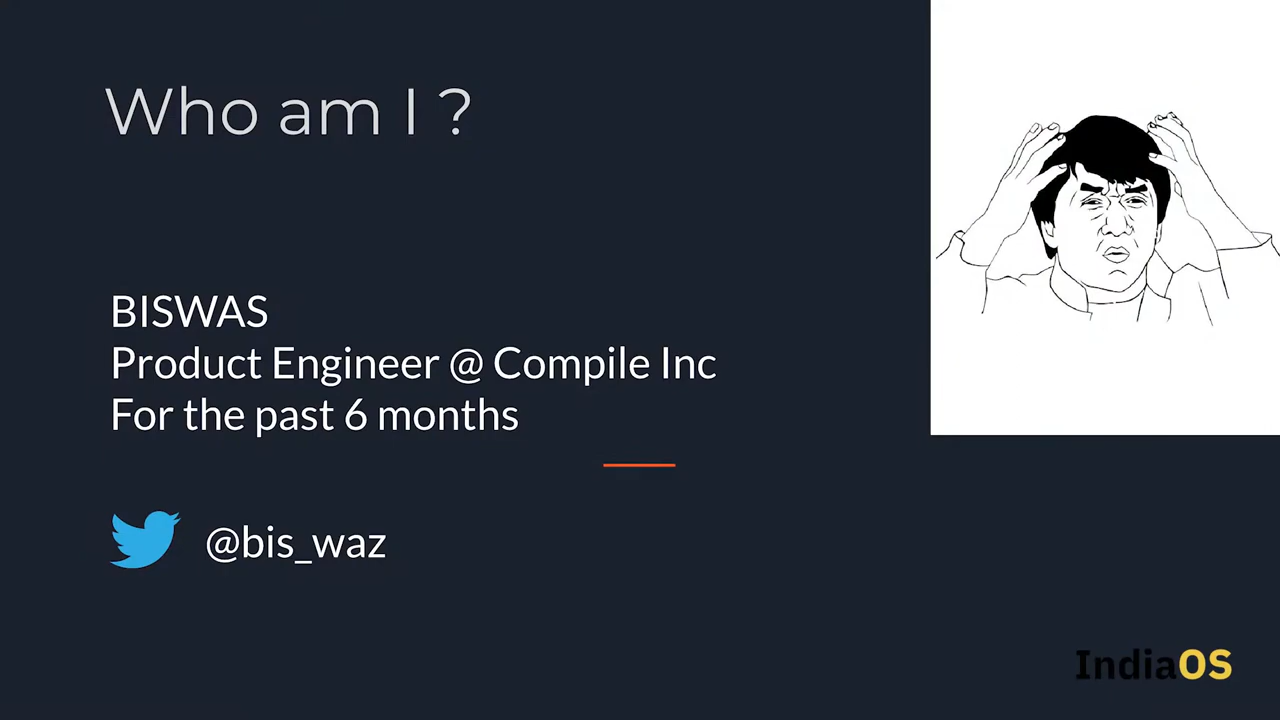 Who am I ?
BISWAS
Product Engineer @ Compile Inc
For the past 6 months
@bis_waz
IndiaOS